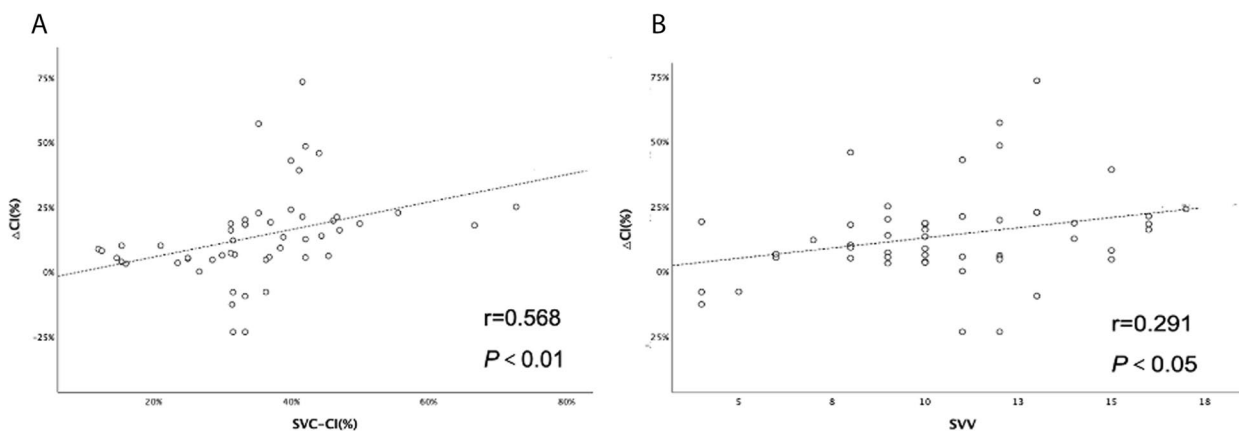 A
75%
50%
25%
0%
-25%
△CI(%)
20%
40%
60%
80%
SVC-CI(%)
r=0.568
P < 0.01
B
75%
50%
25%
0%
25%
△CI(%)
5
8
10
13
15
18
SVV
r=0.291
P < 0.05